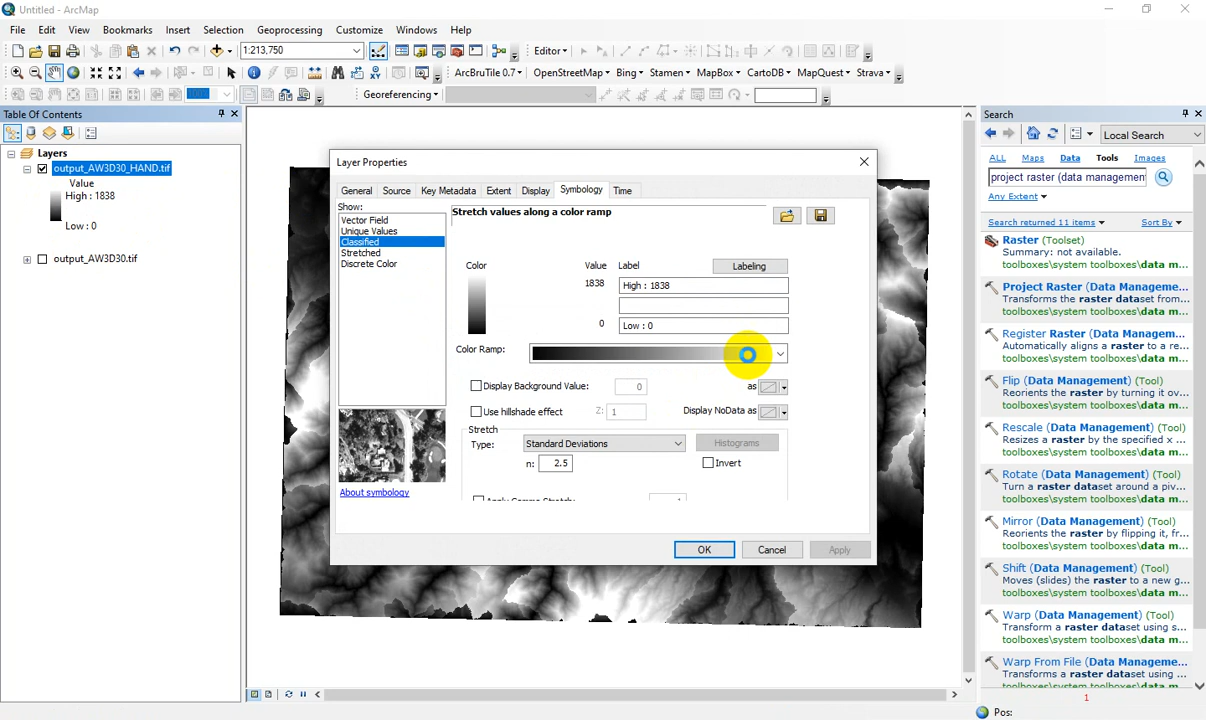 Untitled - ArcMap
File Edit View Bookmarks Insert Selection Geoprocessing Customize Windows Help
1:213,750
Editor
ArcBruTile 0.7 OpenStreetMap Bing Stamen MapBox CartoDB MapQuest Strava
Georeferencing
Table Of Contents
Layers
output_AW3D30_HAND.tif
Value
High : 1838
Low : 0
output_AW3D30.tif
Layer Properties
General Source Key Metadata Extent Display Symbology Time
Show:
Vector Field
Unique Values
Classified
Stretched
Discrete Color
About symbology
Stretch values along a color ramp
Color Value Label Labeling
1838 High : 1838
0 Low : 0
Color Ramp:
Display Background Value: 0 as
Use hillshade effect Z: 1 Display NoData as
Stretch
Type: Standard Deviations Histograms
n: 2.5 Invert
Apply Gamma Stretch: 1
OK Cancel Apply
Search
Local Search
ALL Maps Data Tools Images
project raster (data management
Any Extent
Search returned 11 items Sort By
Raster (Toolset)
Summary: not available.
toolboxes\system toolboxes\data m...
Project Raster (Data Manageme...
Transforms the raster dataset from...
toolboxes\system toolboxes\data m...
Register Raster (Data Managem...
Automatically aligns a raster to a re...
toolboxes\system toolboxes\data m...
Flip (Data Management) (Tool)
Reorients the raster by turning it ov...
toolboxes\system toolboxes\data m...
Rescale (Data Management) (Tool)
Resizes a raster by the specified x ...
toolboxes\system toolboxes\data m...
Rotate (Data Management) (Tool)
Turn a raster dataset around a piv...
toolboxes\system toolboxes\data m...
Mirror (Data Management) (Tool)
Reorients the raster by flipping it, fr...
toolboxes\system toolboxes\data m...
Shift (Data Management) (Tool)
Moves (slides) the raster to a new g...
toolboxes\system toolboxes\data m...
Warp (Data Management) (Tool)
Transform a raster dataset using s...
toolboxes\system toolboxes\data m...
Warp From File (Data Manageme...
Transforms a raster dataset using ...
toolboxes\system toolboxes\data m...
1
Pos: